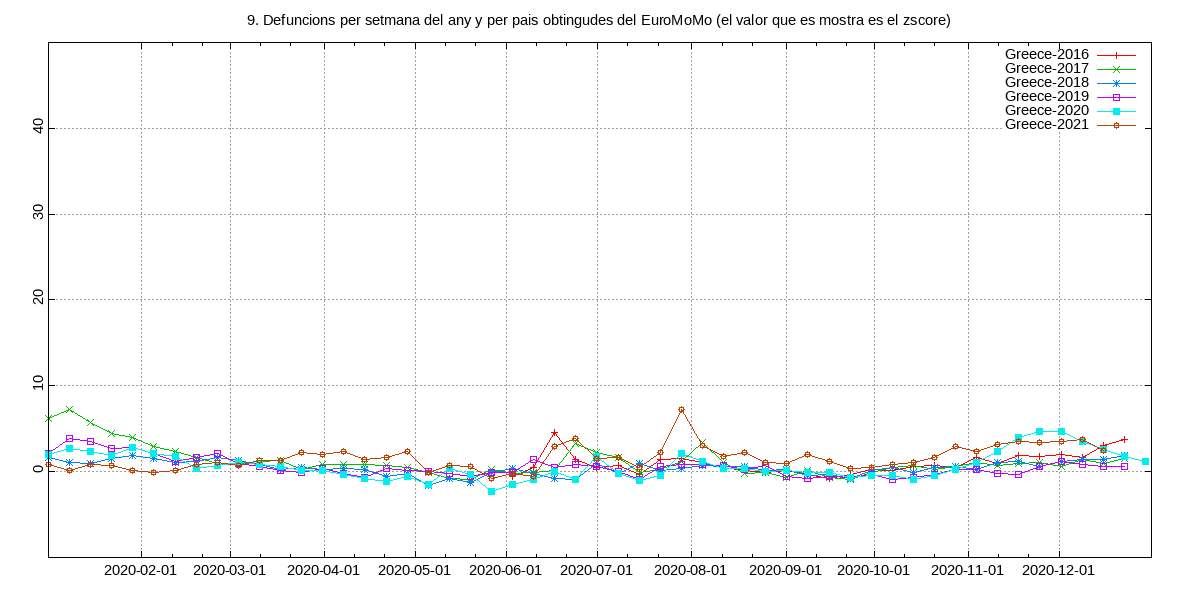 9. Defuncions per setmana del any y per pais obtingudes del EuroMoMo (el valor que es mostra es el zscore)
Greece-2016
Greece-2017
Greece-2018
Greece-2019
Greece-2020
Greece-2021
40
30
20
10
0
2020-02-01 2020-03-01 2020-04-01 2020-05-01 2020-06-01 2020-07-01 2020-08-01 2020-09-01 2020-10-01 2020-11-01 2020-12-01